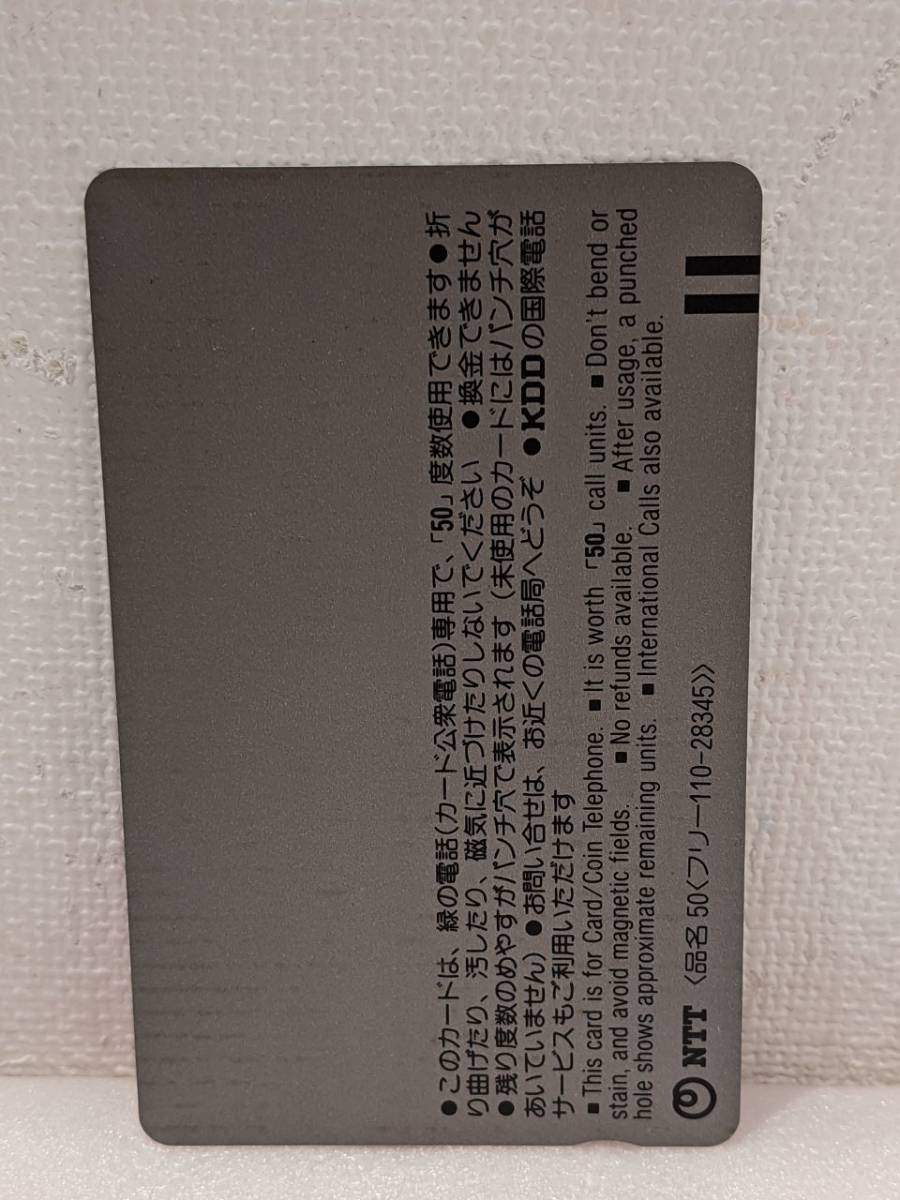 ●このカードは、緑の電話(カード公衆電話)専用で、「50」度数使用できます●折
り曲げたり、汚したり、磁気に近づけたりしないでください ●換金できません
●残り度数のめやすがパンチ穴で表示されます（未使用のカードにはパンチ穴が
あいていません）●お問い合せは、お近くの電話局へどうぞ ●KDDの国際電話
サービスもご利用いただけます
■This card is for Card/Coin Telephone. ■It is worth「50」call units. ■Don't bend or
stain, and avoid magnetic fields. ■No refunds available. ■After usage, a punched
hole shows approximate remaining units. ■International Calls also available.
NTT 〈品名 50〈フリー110-28345〉〉